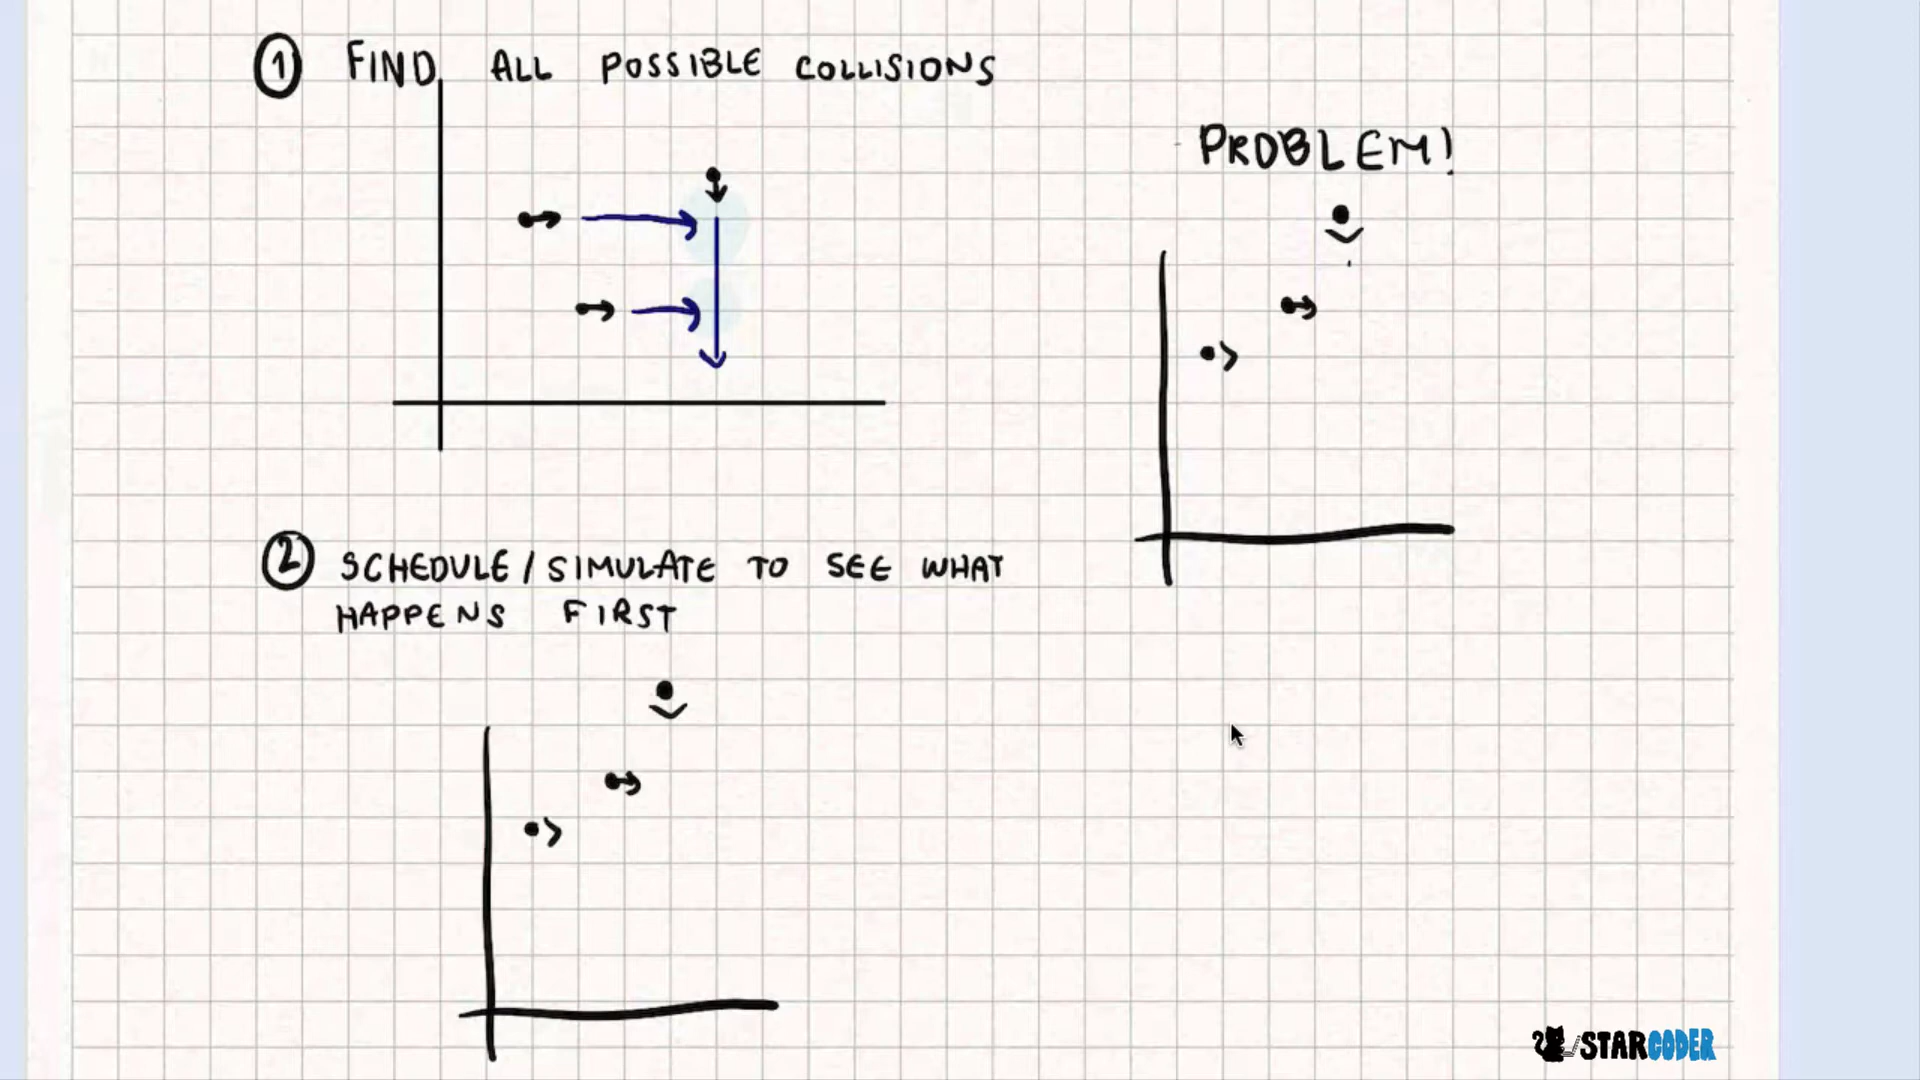 1 FIND ALL POSSIBLE COLLISIONS
PROBLEM!
2 SCHEDULE/SIMULATE TO SEE WHAT
HAPPENS FIRST
STARCODER